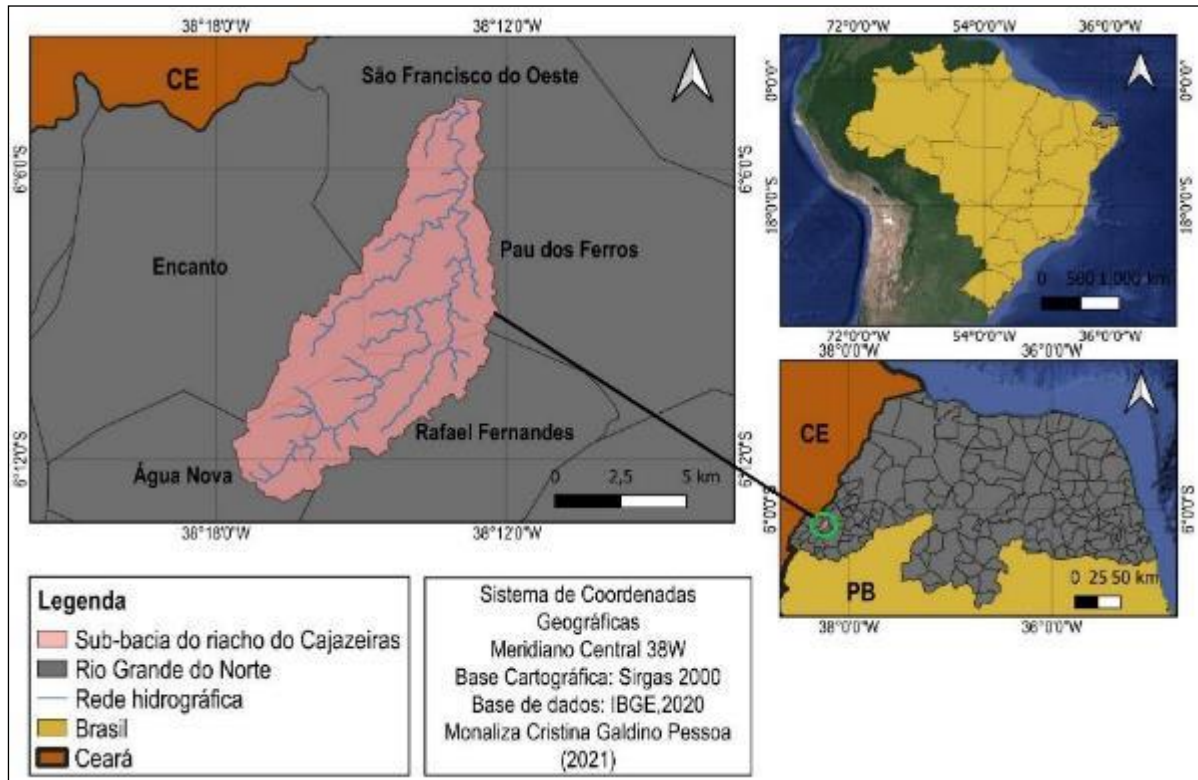 38°18'0"W
38°12'0"W
CE
São Francisco do Oeste
6°6'0"S
6°6'0"S
Encanto
Pau dos Ferros
Rafael Fernandes
Água Nova
6°12'0"S
6°12'0"S
0 2,5 5 km
38°18'0"W
38°12'0"W
72°0'0"W
54°0'0"W
36°0'0"W
0°0'0"
0°0'0"
18°0'0"S
18°0'0"S
0 500 1.000 km
72°0'0"W
54°0'0"W
36°0'0"W
38°0'0"W
36°0'0"W
CE
6°0'0"S
6°0'0"S
PB
0 25 50 km
38°0'0"W
36°0'0"W
Legenda
Sub-bacia do riacho do Cajazeiras
Rio Grande do Norte
Rede hidrográfica
Brasil
Ceará
Sistema de Coordenadas
Geográficas
Meridiano Central 38W
Base Cartográfica: Sirgas 2000
Base de dados: IBGE,2020
Monaliza Cristina Galdino Pessoa
(2021)